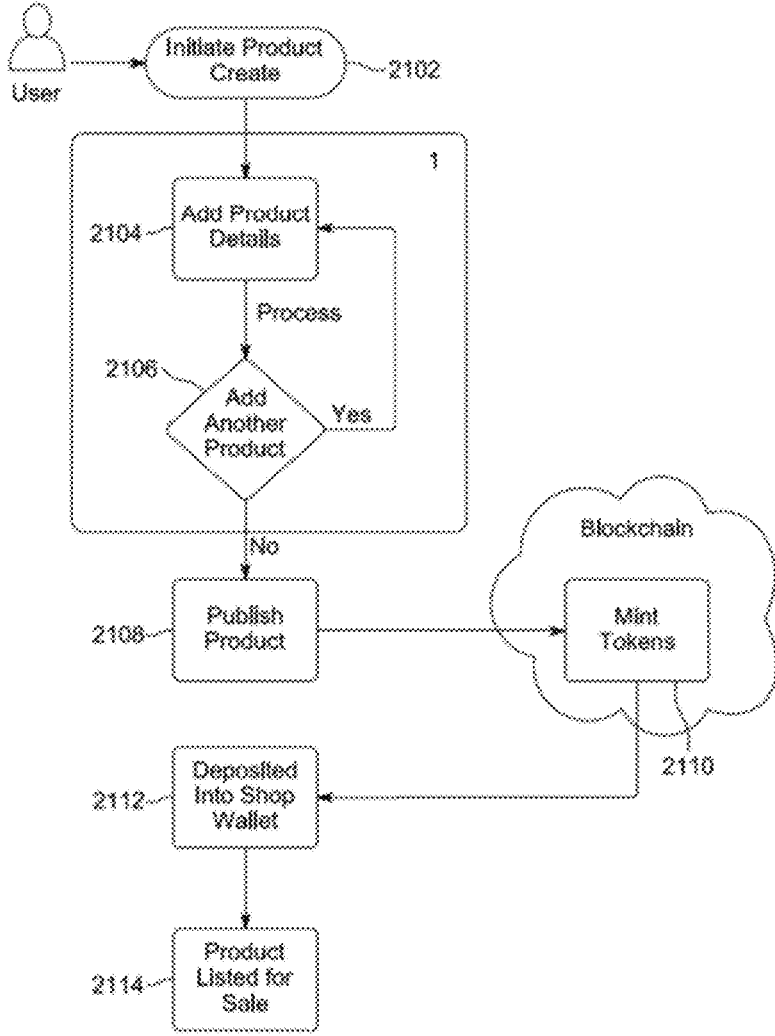 Initiate Product
Create
2102
User
1
2104
Add Product
Details
Process
2106
Add
Another
Product
Yes
No
Blockchain
2108
Publish
Product
Mint
Tokens
2110
2112
Deposited
Into Shop
Wallet
2114
Product
Listed for
Sale